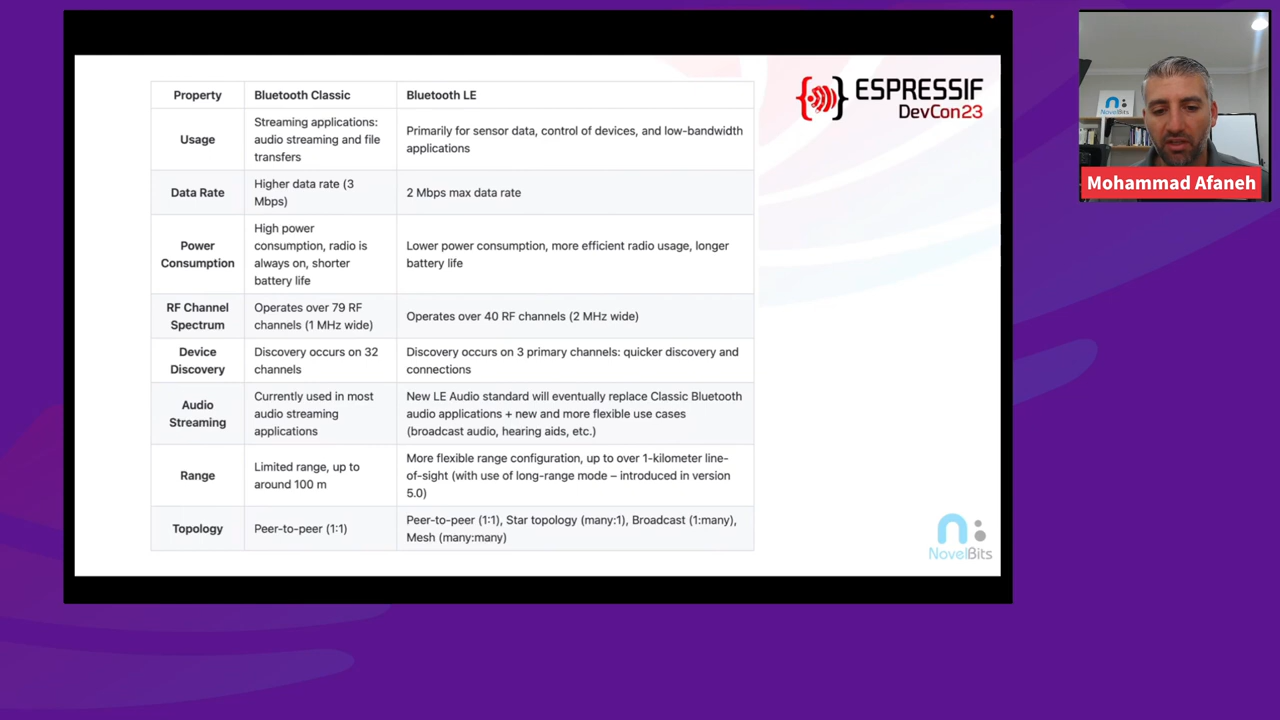 Property Bluetooth Classic Bluetooth LE
Usage
Streaming applications:
audio streaming and file
transfers
Primarily for sensor data, control of devices, and low-bandwidth
applications
Data Rate
Higher data rate (3
Mbps)
2 Mbps max data rate
Power
Consumption
High power
consumption, radio is
always on, shorter
battery life
Lower power consumption, more efficient radio usage, longer
battery life
RF Channel
Spectrum
Operates over 79 RF
channels (1 MHz wide)
Operates over 40 RF channels (2 MHz wide)
Device
Discovery
Discovery occurs on 32
channels
Discovery occurs on 3 primary channels: quicker discovery and
connections
Audio
Streaming
Currently used in most
audio streaming
applications
New LE Audio standard will eventually replace Classic Bluetooth
audio applications + new and more flexible use cases
(broadcast audio, hearing aids, etc.)
Range
Limited range, up to
around 100 m
More flexible range configuration, up to over 1-kilometer line-
of-sight (with use of long-range mode – introduced in version
5.0)
Topology
Peer-to-peer (1:1)
Peer-to-peer (1:1), Star topology (many:1), Broadcast (1:many),
Mesh (many:many)
ESPRESSIF
DevCon23
NovelBits
NovelBits
Mohammad Afaneh